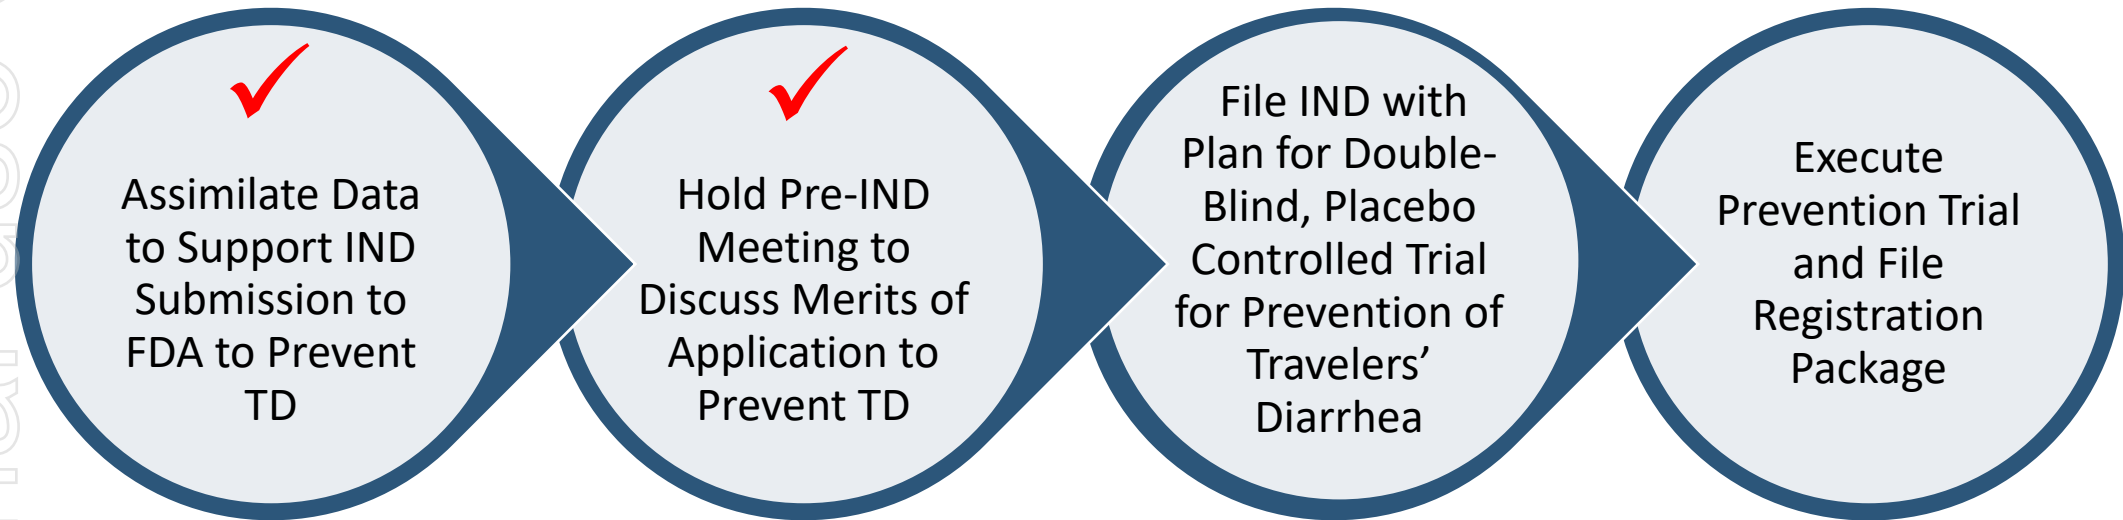 Assimilate Data
to Support IND
Submission to
FDA to Prevent
TD
Hold Pre-IND
Meeting to
Discuss Merits of
Application to
Prevent TD
File IND with
Plan for Double-
Blind, Placebo
Controlled Trial
for Prevention of
Travelers’
Diarrhea
Execute
Prevention Trial
and File
Registration
Package